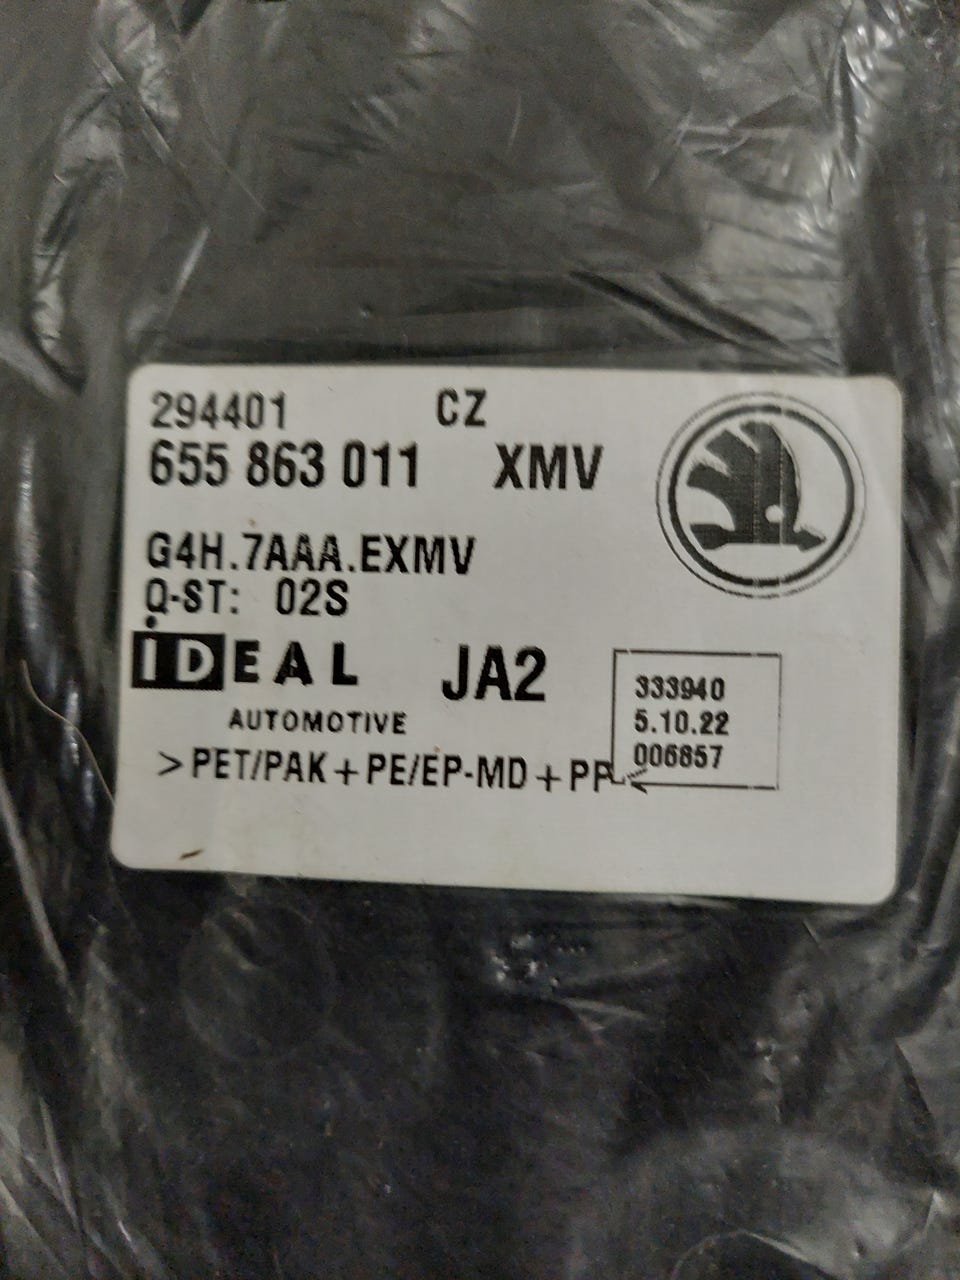 294401 CZ
655 863 011 XMV
G4H.7AAA.EXMV
Q-ST: 02S
IDEAL JA2
AUTOMOTIVE
333940
5.10.22
006857
>PET/PAK+PE/EP-MD+PP<